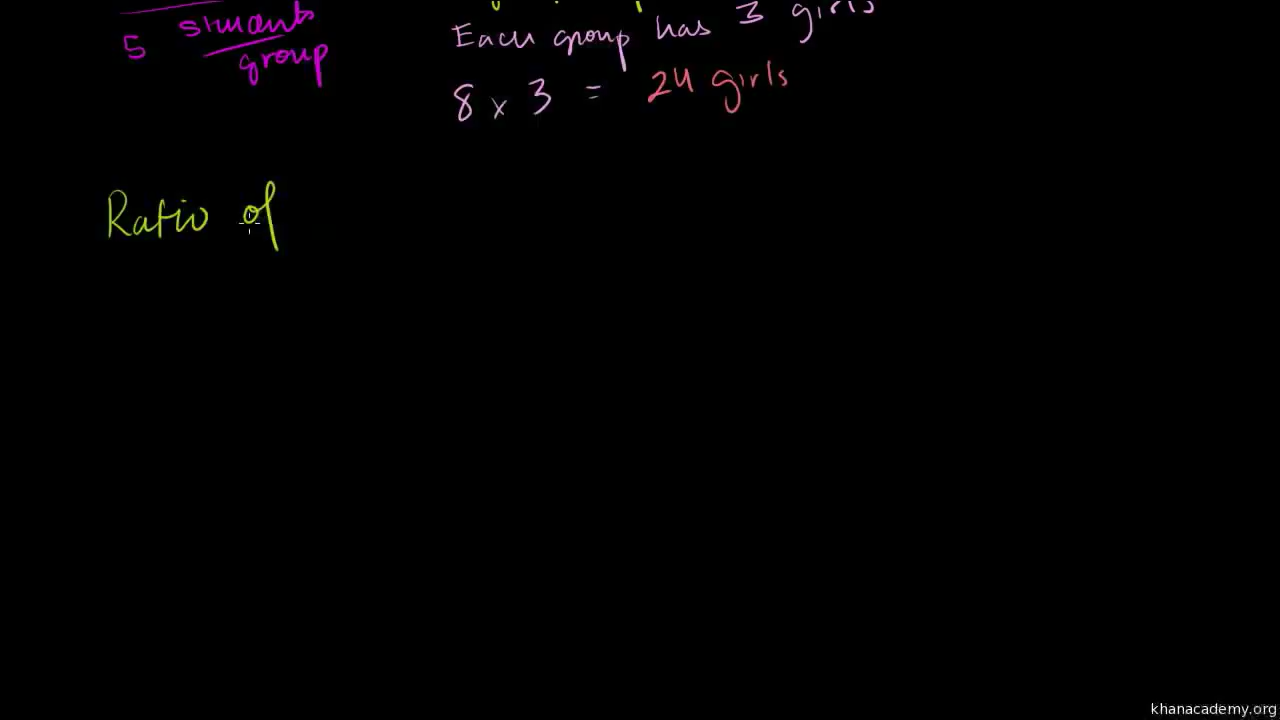 5 students
group
Each group has 3 girls
8 x 3 = 24 girls
Ratio of
khanacademy.org